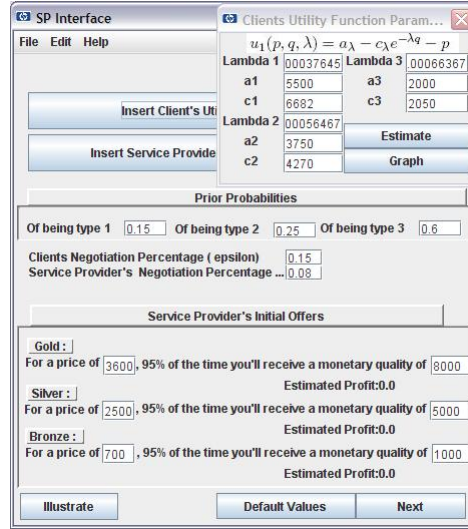 SP Interface
File Edit Help
Insert Client's Uti
Insert Service Provide
Clients Utility Function Param...
u₁(p, q, λ) = a_λ − c_λe^{−λq} − p
Lambda 1 00037645 Lambda 3 .00066367
a1 5500 a3 2000
c1 6682 c3 2050
Lambda 2 00056467
a2 3750 Estimate
c2 4270 Graph
Prior Probabilities
Of being type 1 0.15 Of being type 2 0.25 Of being type 3 0.6
Clients Negotiation Percentage ( epsilon) 0.15
Service Provider's Negotiation Percentage ... 0.08
Service Provider's Initial Offers
Gold :
For a price of 3600 , 95% of the time you'll receive a monetary quality of 8000
Estimated Profit:0.0
Silver :
For a price of 2500 , 95% of the time you'll receive a monetary quality of 5000
Estimated Profit:0.0
Bronze :
For a price of 700 , 95% of the time you'll receive a monetary quality of 1000
Estimated Profit:0.0
Illustrate Default Values Next